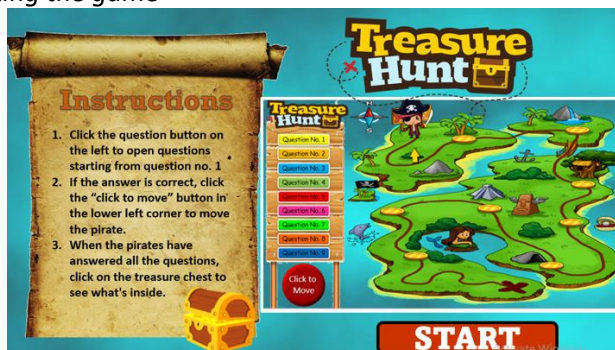 ing the game
Treasure
Hunt
Instructions
1. Click the question button on
the left to open questions
starting from question no. 1
2. If the answer is correct, click
the “click to move” button in
the lower left corner to move
the pirate.
3. When the pirates have
answered all the questions,
click on the treasure chest to
see what's inside.
Treasure
Hunt
N
S
Question No. 1
Question No. 2
Question No. 3
Question No. 4
Question No. 6
Question No. 7
Question No. 8
Question No. 9
Click to
Move
START